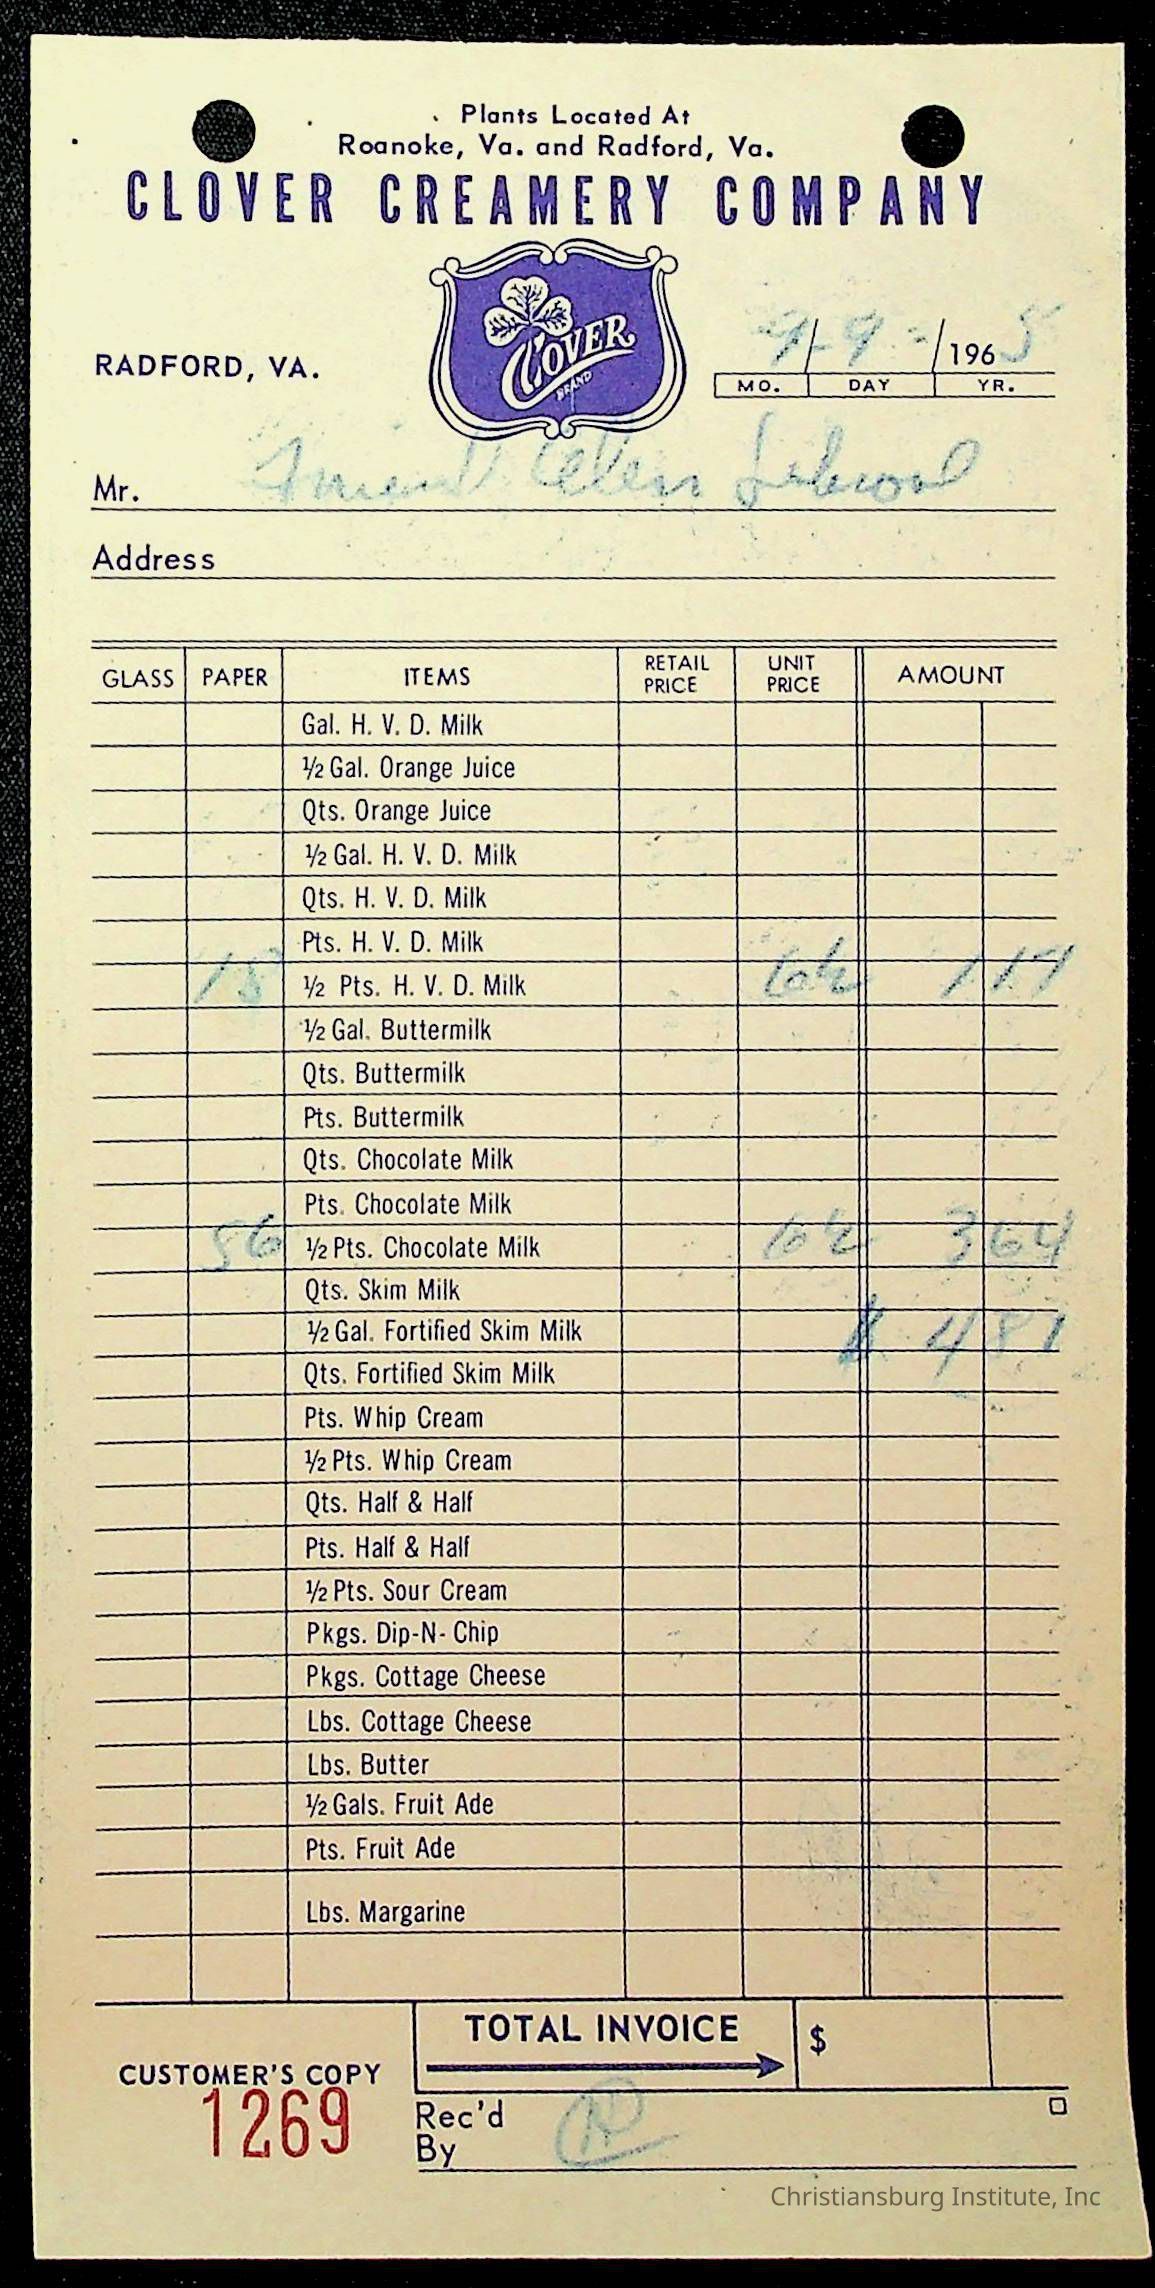 Plants Located At
Roanoke, Va. and Radford, Va.
CLOVER CREAMERY COMPANY
CLOVER
BRAND
RADFORD, VA.
9-9-/1965
MO. DAY YR.
Mr. Friends
Address
GLASS PAPER ITEMS RETAIL PRICE UNIT PRICE AMOUNT
Gal. H. V. D. Milk
½ Gal. Orange Juice
Qts. Orange Juice
½ Gal. H. V. D. Milk
Qts. H. V. D. Milk
Pts. H. V. D. Milk
18 ½ Pts. H. V. D. Milk 6½ 117
½ Gal. Buttermilk
Qts. Buttermilk
Pts. Buttermilk
Qts. Chocolate Milk
Pts. Chocolate Milk
56 ½ Pts. Chocolate Milk 6½ 364
Qts. Skim Milk
½ Gal. Fortified Skim Milk $ 481
Qts. Fortified Skim Milk
Pts. Whip Cream
½ Pts. Whip Cream
Qts. Half & Half
Pts. Half & Half
½ Pts. Sour Cream
Pkgs. Dip-N-Chip
Pkgs. Cottage Cheese
Lbs. Cottage Cheese
Lbs. Butter
½ Gals. Fruit Ade
Pts. Fruit Ade
Lbs. Margarine
TOTAL INVOICE $
CUSTOMER'S COPY
1269
Rec'd
By
Christiansburg Institute, Inc